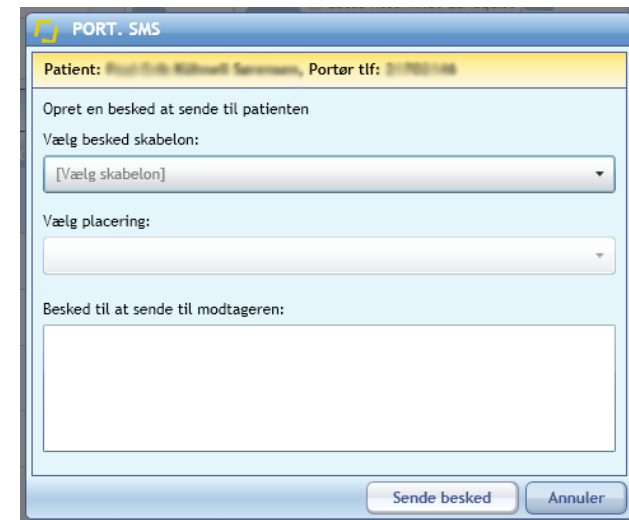 PORT. SMS
Patient: Portør tlf:
Opret en besked at sende til patienten
Vælg besked skabelon:
[Vælg skabelon]
Vælg placering:
Besked til at sende til modtageren:
Sende besked Annuler